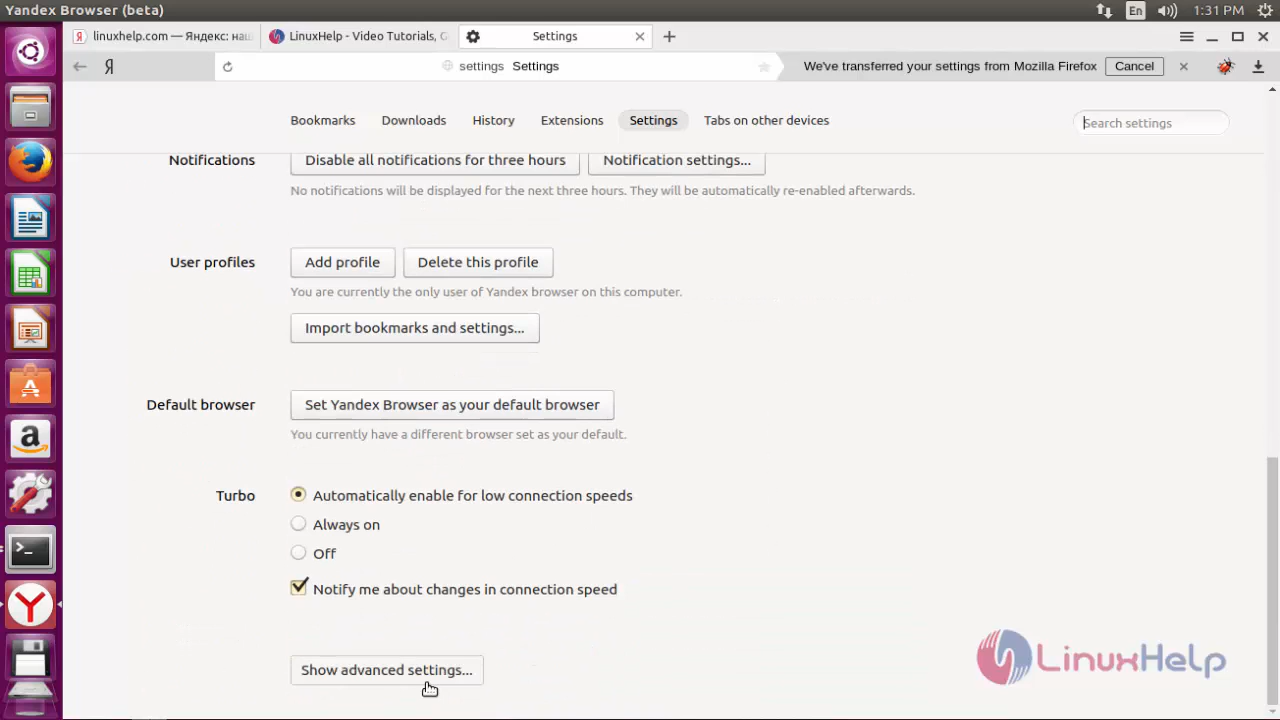 Yandex Browser (beta)
En
1:31 PM
linuxhelp.com — Яндекс: наш
LinuxHelp - Video Tutorials, G
Settings
Я
settings Settings
We've transferred your settings from Mozilla Firefox
Cancel
Bookmarks
Downloads
History
Extensions
Settings
Tabs on other devices
Search settings
Notifications
Disable all notifications for three hours
Notification settings...
No notifications will be displayed for the next three hours. They will be automatically re-enabled afterwards.
User profiles
Add profile
Delete this profile
You are currently the only user of Yandex browser on this computer.
Import bookmarks and settings...
Default browser
Set Yandex Browser as your default browser
You currently have a different browser set as your default.
Turbo
Automatically enable for low connection speeds
Always on
Off
Notify me about changes in connection speed
Show advanced settings...
LinuxHelp